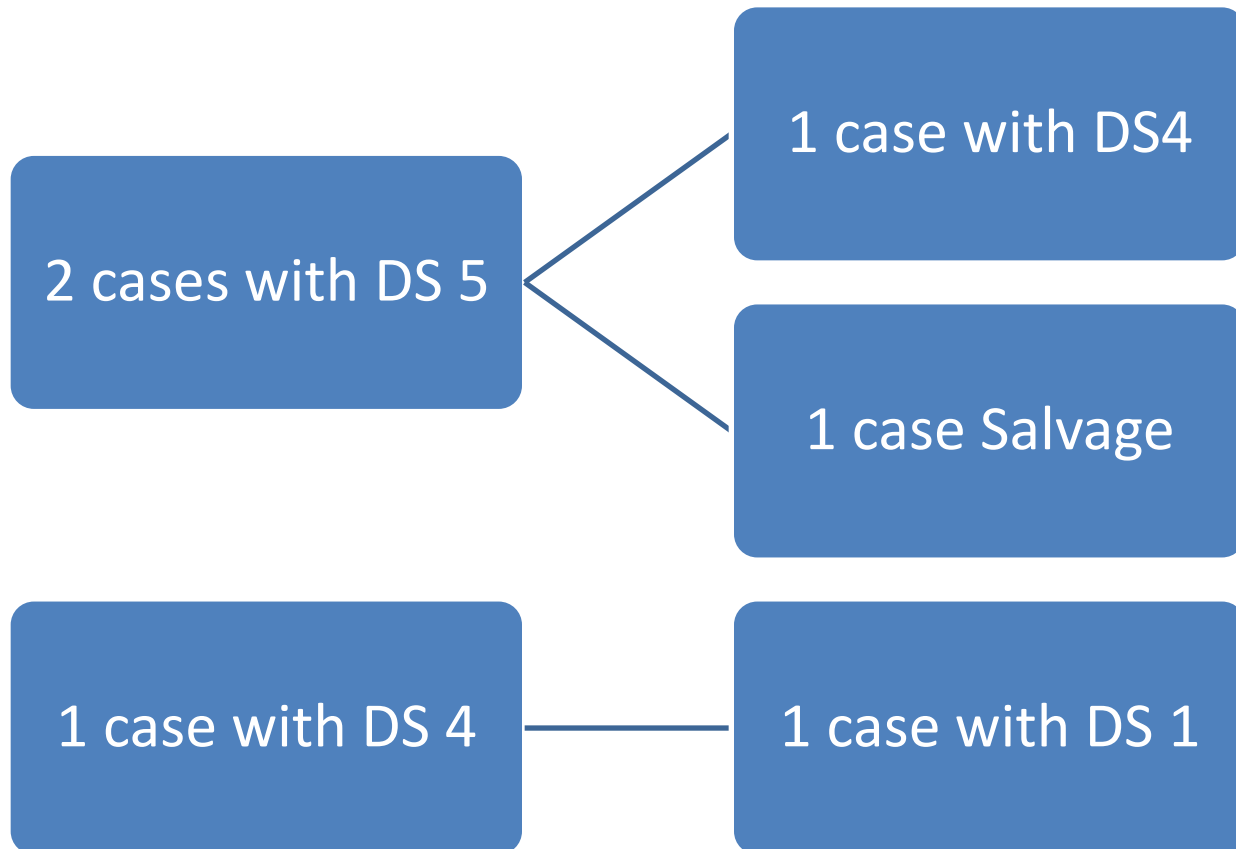 2 cases with DS 5
1 case with DS4
1 case Salvage
1 case with DS 4
1 case with DS 1